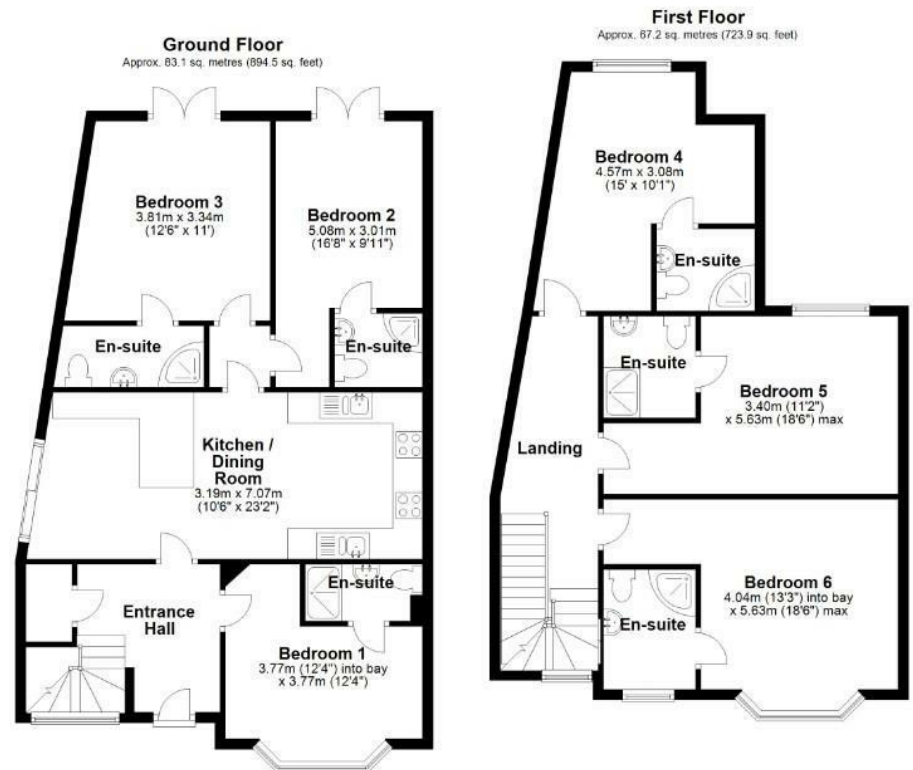 Ground Floor
Approx. 83.1 sq. metres (894.5 sq. feet)
Bedroom 3
3.81m x 3.34m
(12'6" x 11')
Bedroom 2
5.08m x 3.01m
(16'8" x 9'11")
En-suite
En-suite
Kitchen /
Dining
Room
3.19m x 7.07m
(10'6" x 23'2")
Entrance
Hall
En-suite
Bedroom 1
3.77m (12'4") into bay
x 3.77m (12'4")
First Floor
Approx. 67.2 sq. metres (723.9 sq. feet)
Bedroom 4
4.57m x 3.08m
(15' x 10'1")
En-suite
En-suite
Bedroom 5
3.40m (11'2")
x 5.63m (18'6") max
Landing
Bedroom 6
4.04m (13'3") into bay
x 5.63m (18'6") max
En-suite